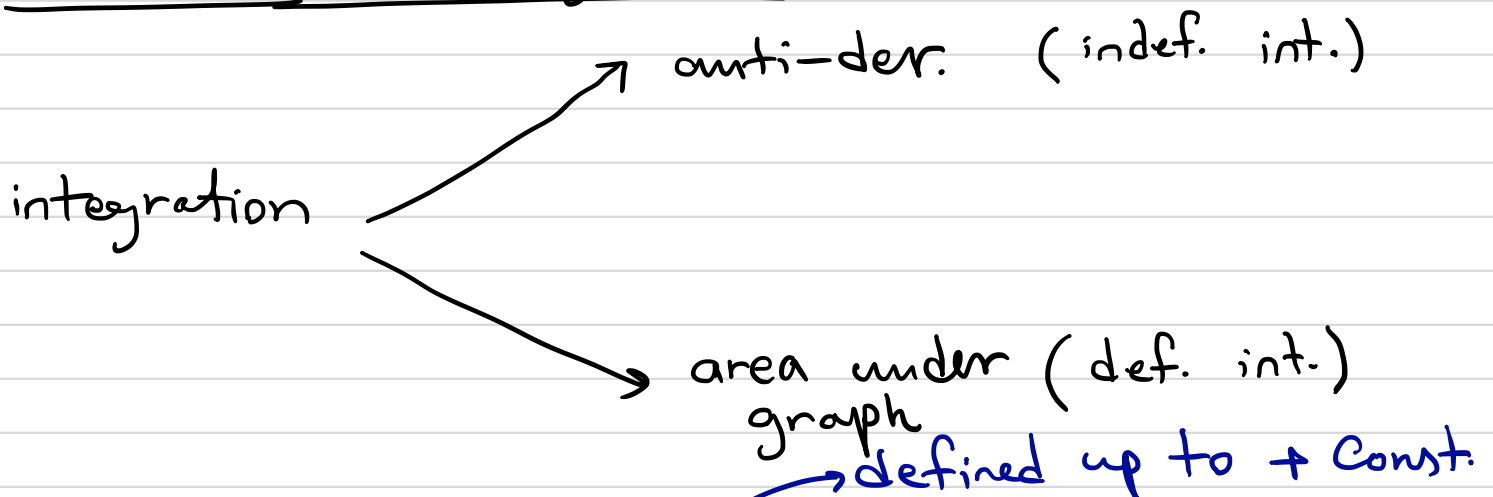 anti-der. (indef. int.)
integration
area under (def. int.)
graph
defined up to + Const.